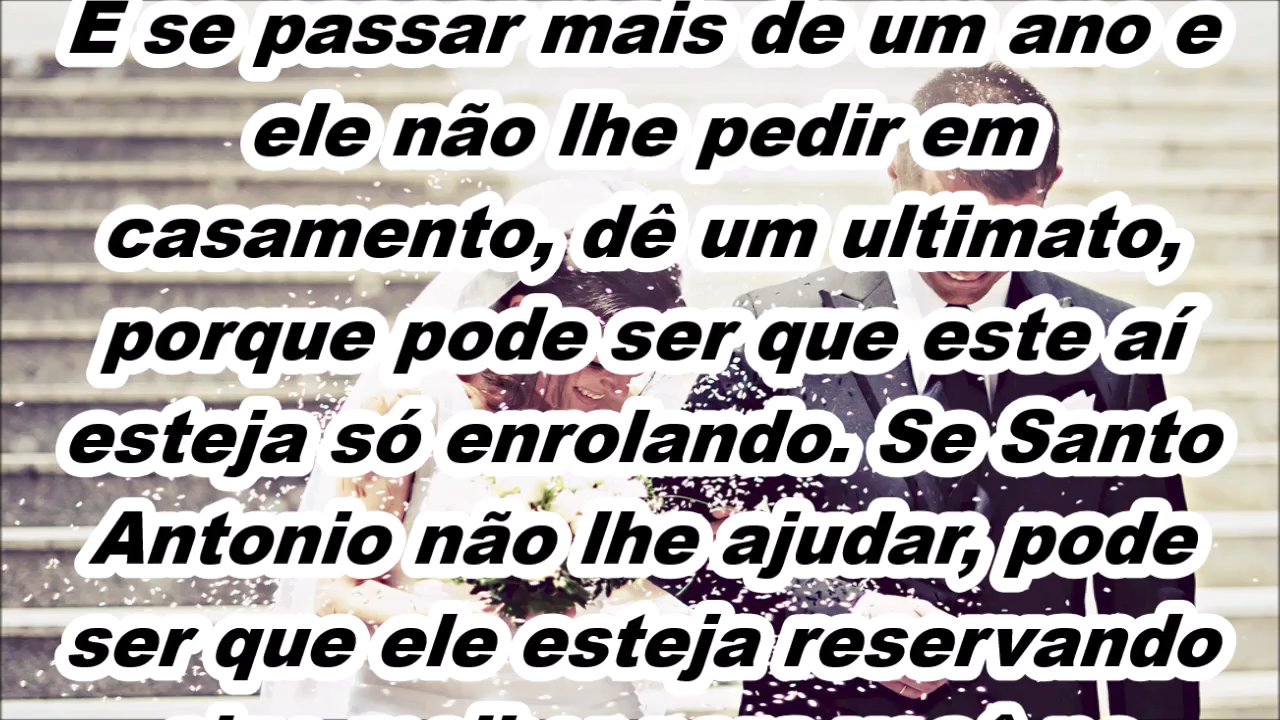 E se passar mais de um ano e
ele não lhe pedir em
casamento, dê um ultimato,
porque pode ser que este aí
esteja só enrolando. Se Santo
Antonio não lhe ajudar, pode
ser que ele esteja reservando